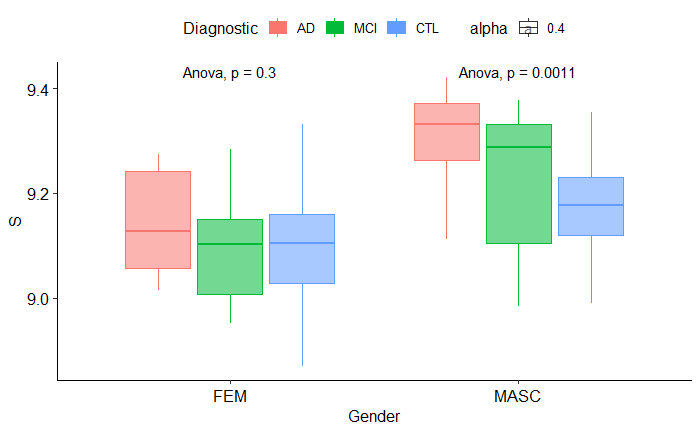 Diagnostic AD MCI CTL alpha a 0.4
Anova, p = 0.3 Anova, p = 0.0011
9.4
9.2
9.0
S
FEM MASC
Gender